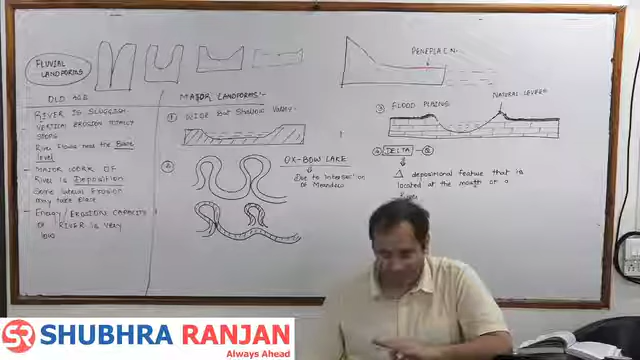 FLUVIAL
LANDFORMS
PENEPLAIN.
OLD AGE
RIVER IS SLUGGISH
VERTICAL EROSION TOTALLY
STOPS
River Flows near the Base
level
MAJOR WORK OF
River is Deposition
Some lateral Erosion
may take Place
Energy/EROSION CAPACITY
OF RIVER IS VERY
low
MAJOR LANDFORMS:-
① WIDE But Shallow Valley.
②
OX-BOW LAKE
Due to Intersection
OF Meanders
③ FLOOD PLAINS.
NATURAL LEVEES
④ DELTA -
Δ depositional feature that is
located at the mouth of a
River
SR SHUBHRA RANJAN
Always Ahead